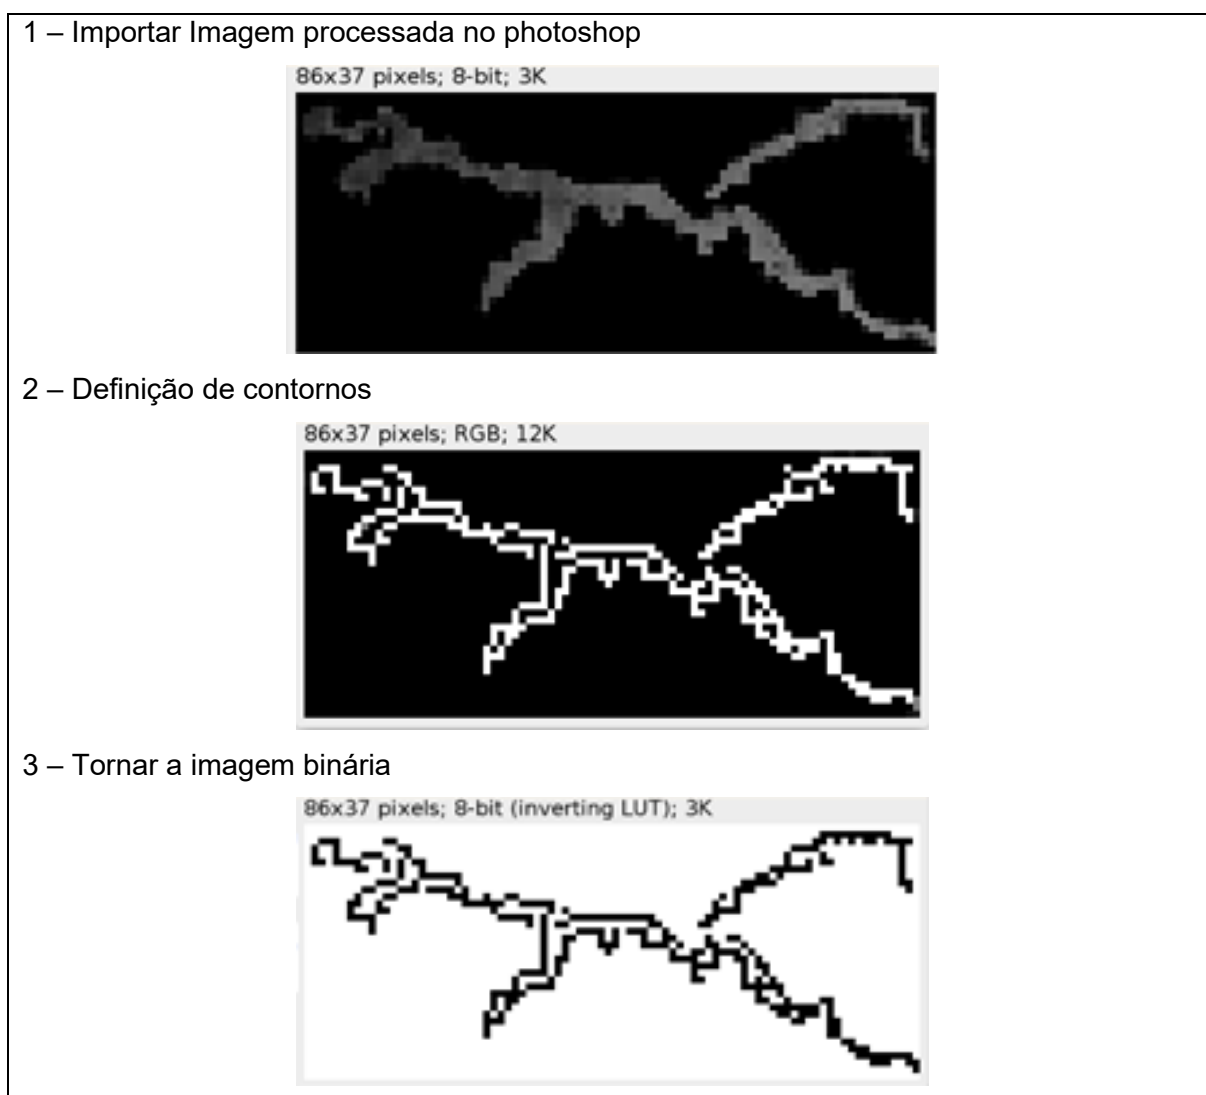 1 – Importar Imagem processada no photoshop
86x37 pixels; 8-bit; 3K
2 – Definição de contornos
86x37 pixels; RGB; 12K
3 – Tornar a imagem binária
86x37 pixels; 8-bit (inverting LUT); 3K